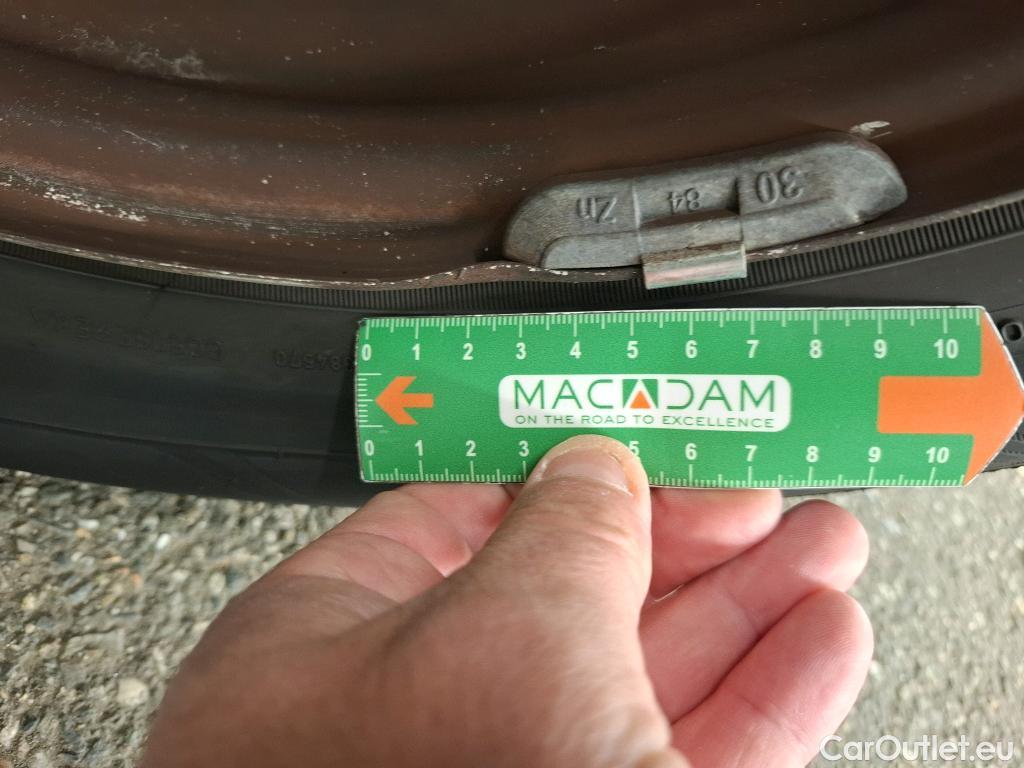 Zn 84 30
0 1 2 3 4 5 6 7 8 9 10
MACADAM
ON THE ROAD TO EXCELLENCE
0 1 2 3 5 6 7 8 9 10
CarOutlet.eu